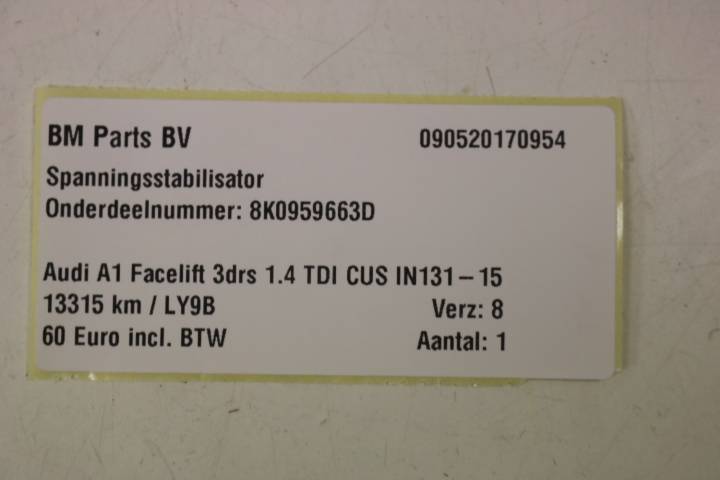 BM Parts BV 090520170954
Spanningsstabilisator
Onderdeelnummer: 8K0959663D
Audi A1 Facelift 3drs 1.4 TDI CUS IN131-15
13315 km / LY9B Verz: 8
60 Euro incl. BTW Aantal: 1